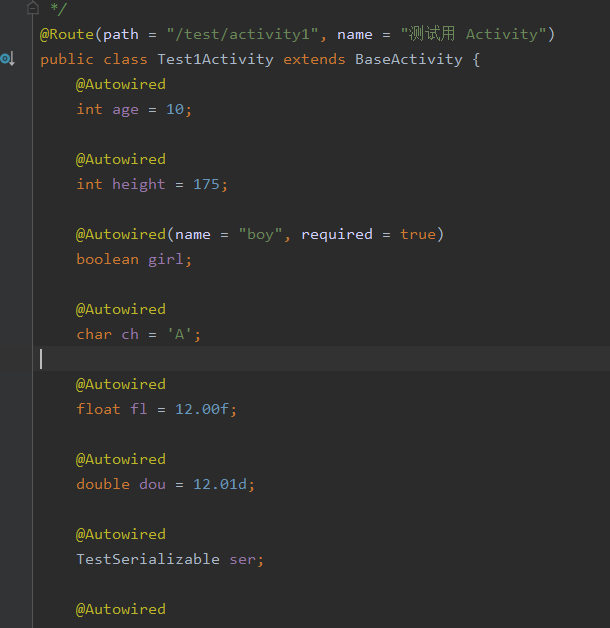 */
@Route(path = "/test/activity1", name = "测试用 Activity")
public class Test1Activity extends BaseActivity {
@Autowired
int age = 10;
@Autowired
int height = 175;
@Autowired(name = "boy", required = true)
boolean girl;
@Autowired
char ch = 'A';
@Autowired
float fl = 12.00f;
@Autowired
double dou = 12.01d;
@Autowired
TestSerializable ser;
@Autowired